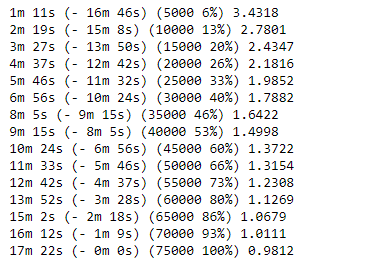 1m 11s (- 16m 46s) (5000 6%) 3.4318
2m 19s (- 15m 8s) (10000 13%) 2.7801
3m 27s (- 13m 50s) (15000 20%) 2.4347
4m 37s (- 12m 42s) (20000 26%) 2.1816
5m 46s (- 11m 32s) (25000 33%) 1.9852
6m 56s (- 10m 24s) (30000 40%) 1.7882
8m 5s (- 9m 15s) (35000 46%) 1.6422
9m 15s (- 8m 5s) (40000 53%) 1.4998
10m 24s (- 6m 56s) (45000 60%) 1.3722
11m 33s (- 5m 46s) (50000 66%) 1.3154
12m 42s (- 4m 37s) (55000 73%) 1.2308
13m 52s (- 3m 28s) (60000 80%) 1.1269
15m 2s (- 2m 18s) (65000 86%) 1.0679
16m 12s (- 1m 9s) (70000 93%) 1.0111
17m 22s (- 0m 0s) (75000 100%) 0.9812